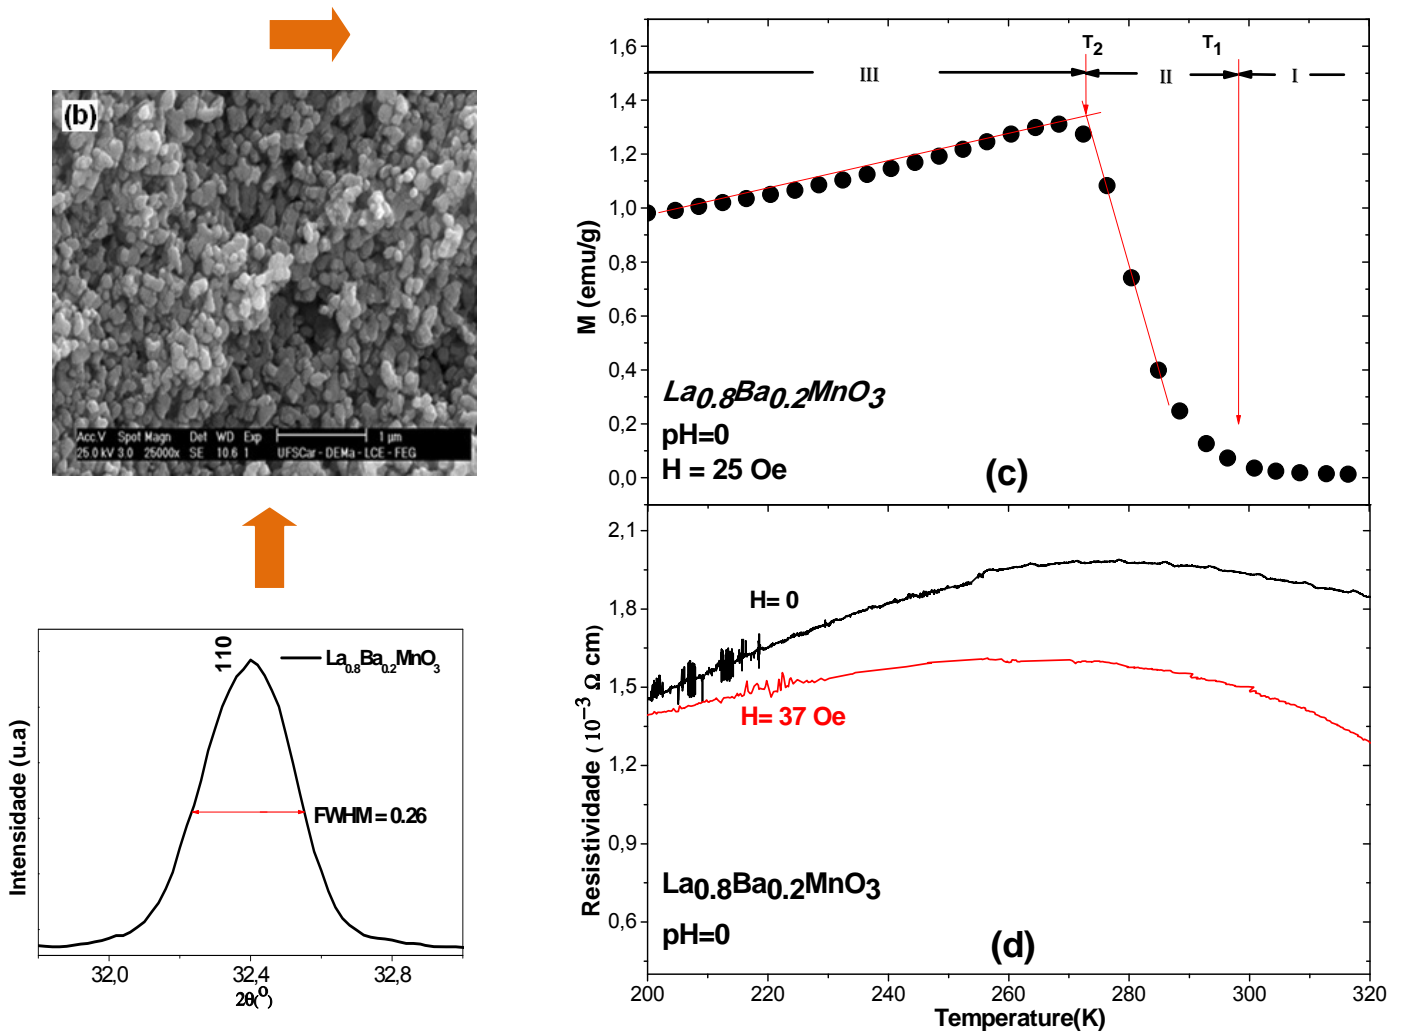 (b)
Acc.V Spot Magn Det WD Exp 1 µm
25.0 kV 3.0 25000x SE 10.6 1 UFSCar - DEMa - LCE - FEG
110
La0.8Ba0.2MnO3
FWHM = 0.26
Intensidade (u.a)
32,0 32,4 32,8
2θ(°)
T2 T1
III II I
1,6
1,4
1,2
1,0
0,8
0,6
0,4
0,2
0,0
M (emu/g)
La0.8Ba0.2MnO3
pH=0
H = 25 Oe
(c)
2,1
1,8
1,5
1,2
0,9
0,6
Resistividade (10−3 Ω cm)
H= 0
H= 37 Oe
La0.8Ba0.2MnO3
pH=0
(d)
200 220 240 260 280 300 320
Temperature(K)